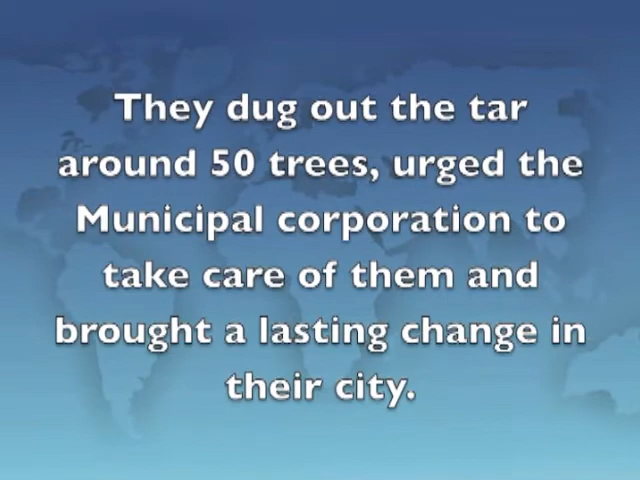 They dug out the tar
around 50 trees, urged the
Municipal corporation to
take care of them and
brought a lasting change in
their city.